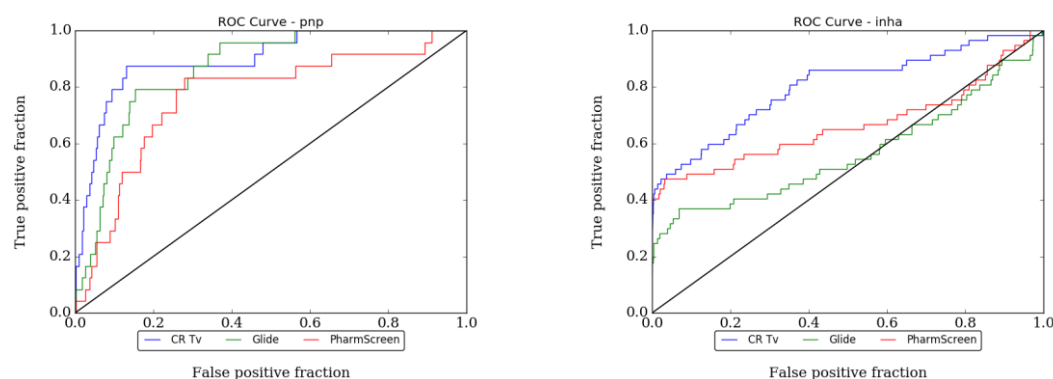 ROC Curve - pnp
1.0
0.8
0.6
0.4
0.2
0.0
True positive fraction
0.0 0.2 0.4 0.6 0.8 1.0
CR Tv Glide PharmScreen
False positive fraction
ROC Curve - inha
1.0
0.8
0.6
0.4
0.2
0.0
True positive fraction
0.0 0.2 0.4 0.6 0.8 1.0
CR Tv Glide PharmScreen
False positive fraction